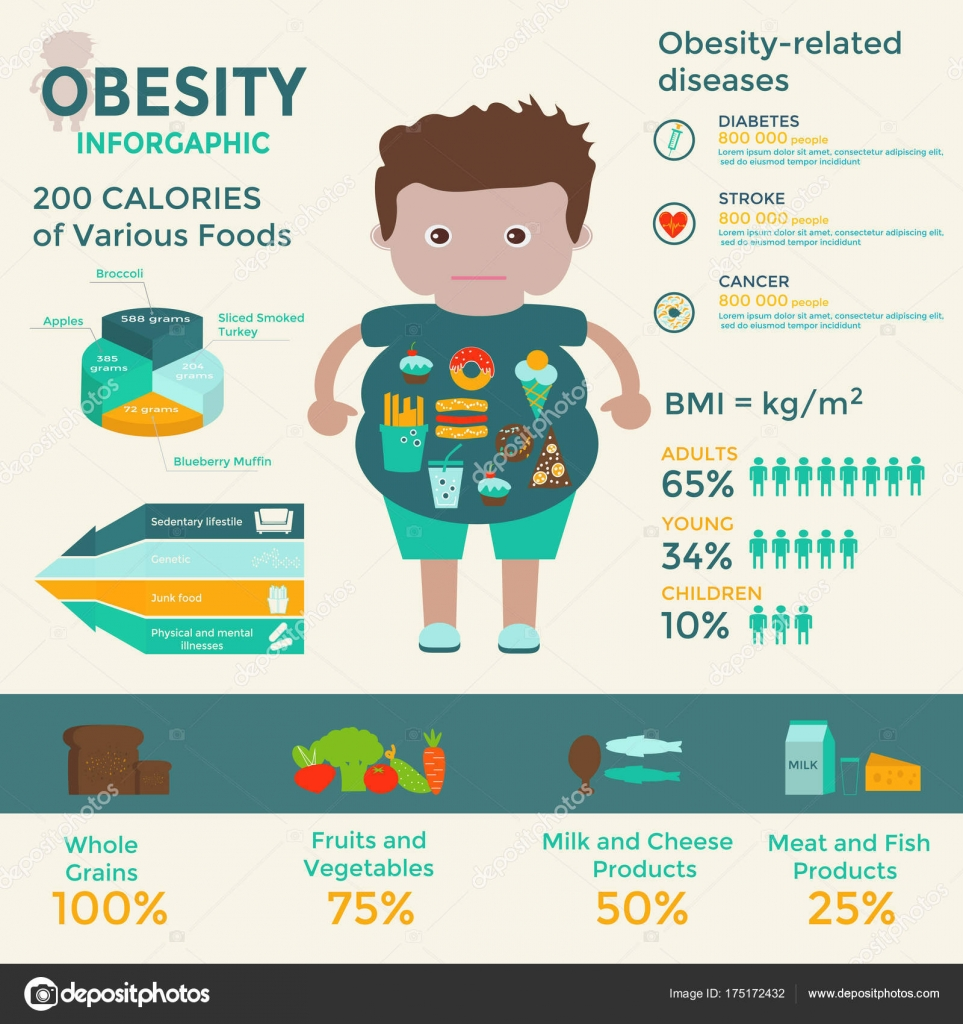 OBESITY
INFORGAPHIC
200 CALORIES
of Various Foods
Broccoli
588 grams
Apples
385
grams
Sliced Smoked
Turkey
204
grams
72 grams
Blueberry Muffin
Sedentary lifestile
Genetic
Junk food
Physical and mental
illnesses
Obesity-related
diseases
DIABETES
800 000 people
Lorem ipsum dolor sit amet, consectetur adipiscing elit,
sed do eiusmod tempor incididunt
STROKE
800 000 people
Lorem ipsum dolor sit amet, consectetur adipiscing elit,
sed do eiusmod tempor incididunt
CANCER
800 000 people
Lorem ipsum dolor sit amet, consectetur adipiscing elit,
sed do eiusmod tempor incididunt
BMI = kg/m²
ADULTS
65%
YOUNG
34%
CHILDREN
10%
MILK
Whole
Grains
100%
Fruits and
Vegetables
75%
Milk and Cheese
Products
50%
Meat and Fish
Products
25%
depositphotos
Image ID: 175172432 www.depositphotos.com